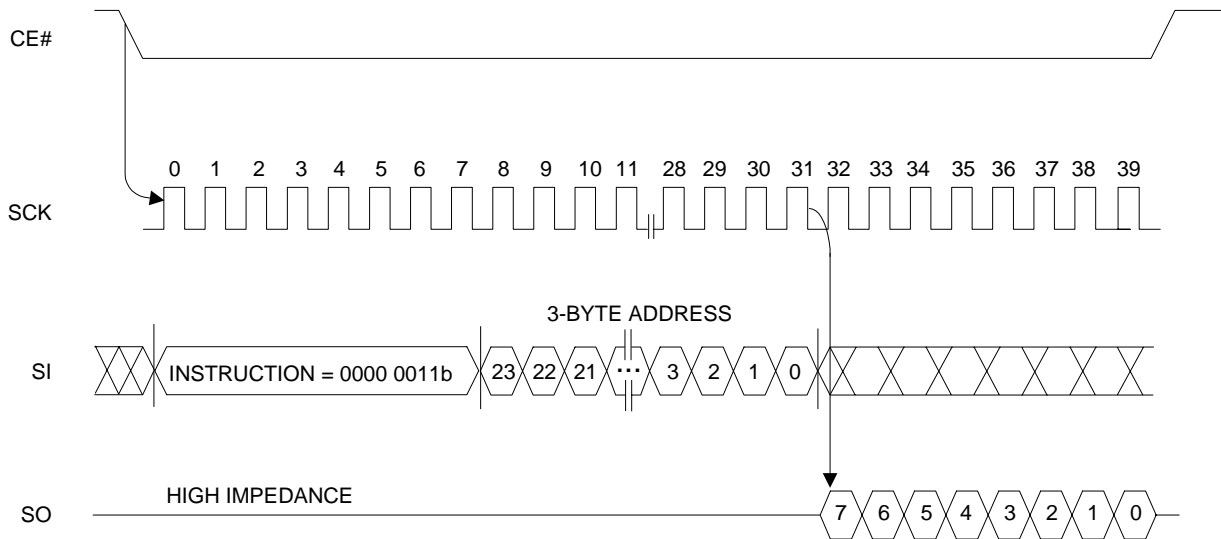 CE#
0 1 2 3 4 5 6 7 8 9 10 11 28 29 30 31 32 33 34 35 36 37 38 39
SCK
3-BYTE ADDRESS
SI INSTRUCTION = 0000 0011b 23 22 21 ... 3 2 1 0
HIGH IMPEDANCE
SO 7 6 5 4 3 2 1 0